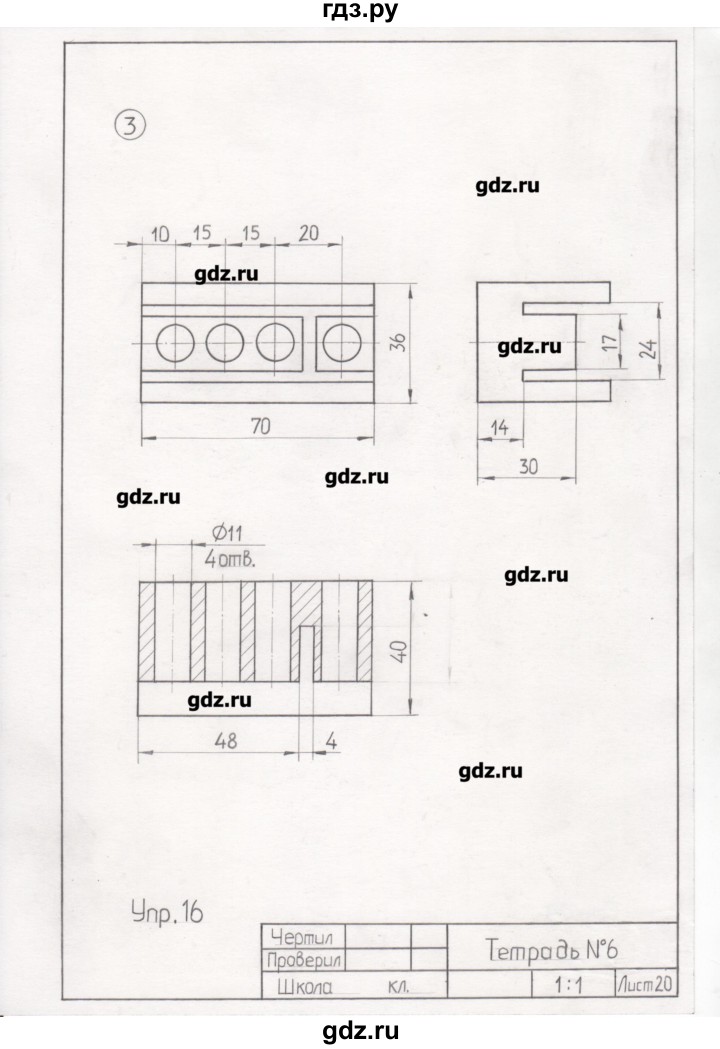 гдз.ру
3
gdz.ru
10 15 15 20
gdz.ru
36
gdz.ru
17
24
70
14
30
gdz.ru
gdz.ru
Ø11
4 отв.
gdz.ru
40
gdz.ru
48
4
gdz.ru
Упр.16
Чертил
Проверил
Тетрадь №6
Школа кл.
1:1
Лист 20
gdz.ru